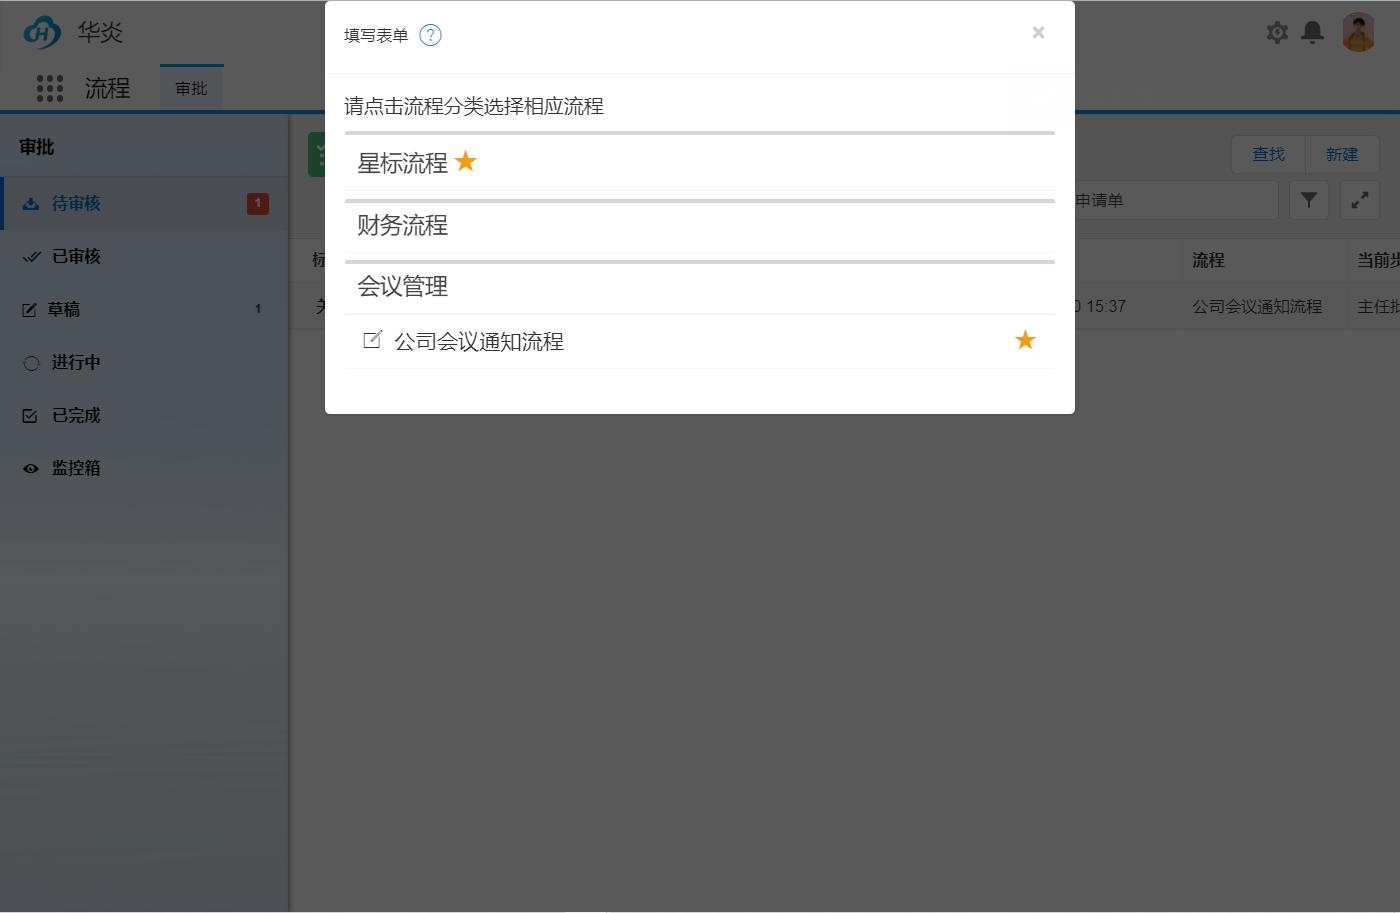 华炎
流程
审批
填写表单 ?
×
请点击流程分类选择相应流程
星标流程
财务流程
会议管理
公司会议通知流程
审批
待审核 1
已审核
草稿 1
进行中
已完成
监控箱
查找
新建
申请单
流程
当前步
15:37
公司会议通知流程
主任批